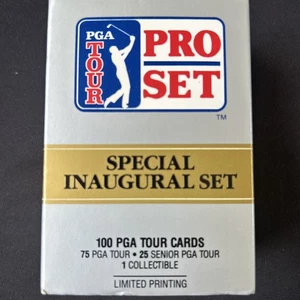 PGA
TOUR
PRO
SET
TM
SPECIAL
INAUGURAL SET
100 PGA TOUR CARDS
75 PGA TOUR • 25 SENIOR PGA TOUR
1 COLLECTIBLE
LIMITED PRINTING